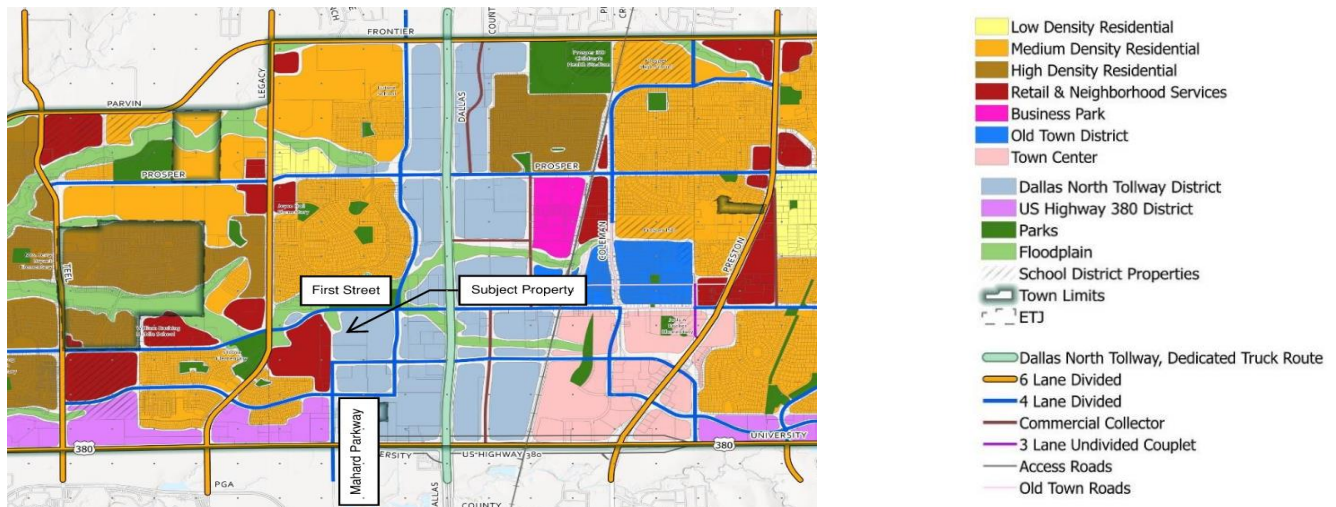 FRONTIER
PARVIN
LEGACY
DALLAS
COUNT
PROSPER
PROSPER
TEEL
COLEMAN
PRESTON
First Street
Subject Property
Mahard Parkway
380
380
UNIVERSITY
US HIGHWAY 380
PGA
COUNTY
Low Density Residential
Medium Density Residential
High Density Residential
Retail & Neighborhood Services
Business Park
Old Town District
Town Center
Dallas North Tollway District
US Highway 380 District
Parks
Floodplain
School District Properties
Town Limits
ETJ
Dallas North Tollway, Dedicated Truck Route
6 Lane Divided
4 Lane Divided
Commercial Collector
3 Lane Undivided Couplet
Access Roads
Old Town Roads